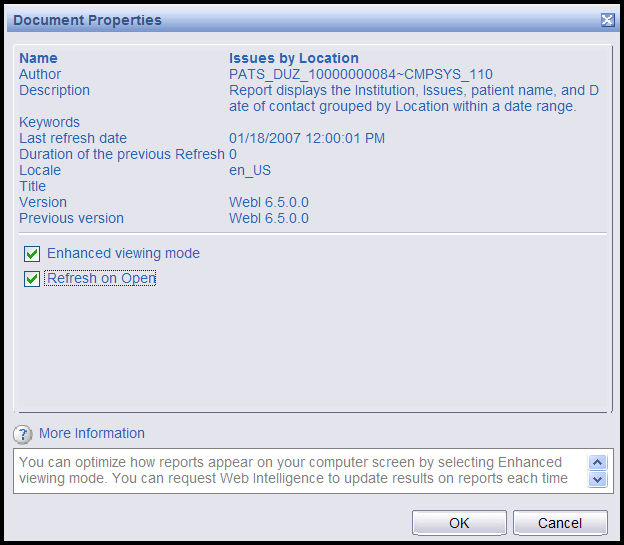 Document Properties
Name Issues by Location
Author PATS_DUZ_10000000084~CMPSYS_110
Description Report displays the Institution, Issues, patient name, and D
ate of contact grouped by Location within a date range.
Keywords
Last refresh date 01/18/2007 12:00:01 PM
Duration of the previous Refresh 0
Locale en_US
Title
Version WebI 6.5.0.0
Previous version WebI 6.5.0.0
Enhanced viewing mode
Refresh on Open
? More Information
You can optimize how reports appear on your computer screen by selecting Enhanced
viewing mode. You can request Web Intelligence to update results on reports each time
OK Cancel